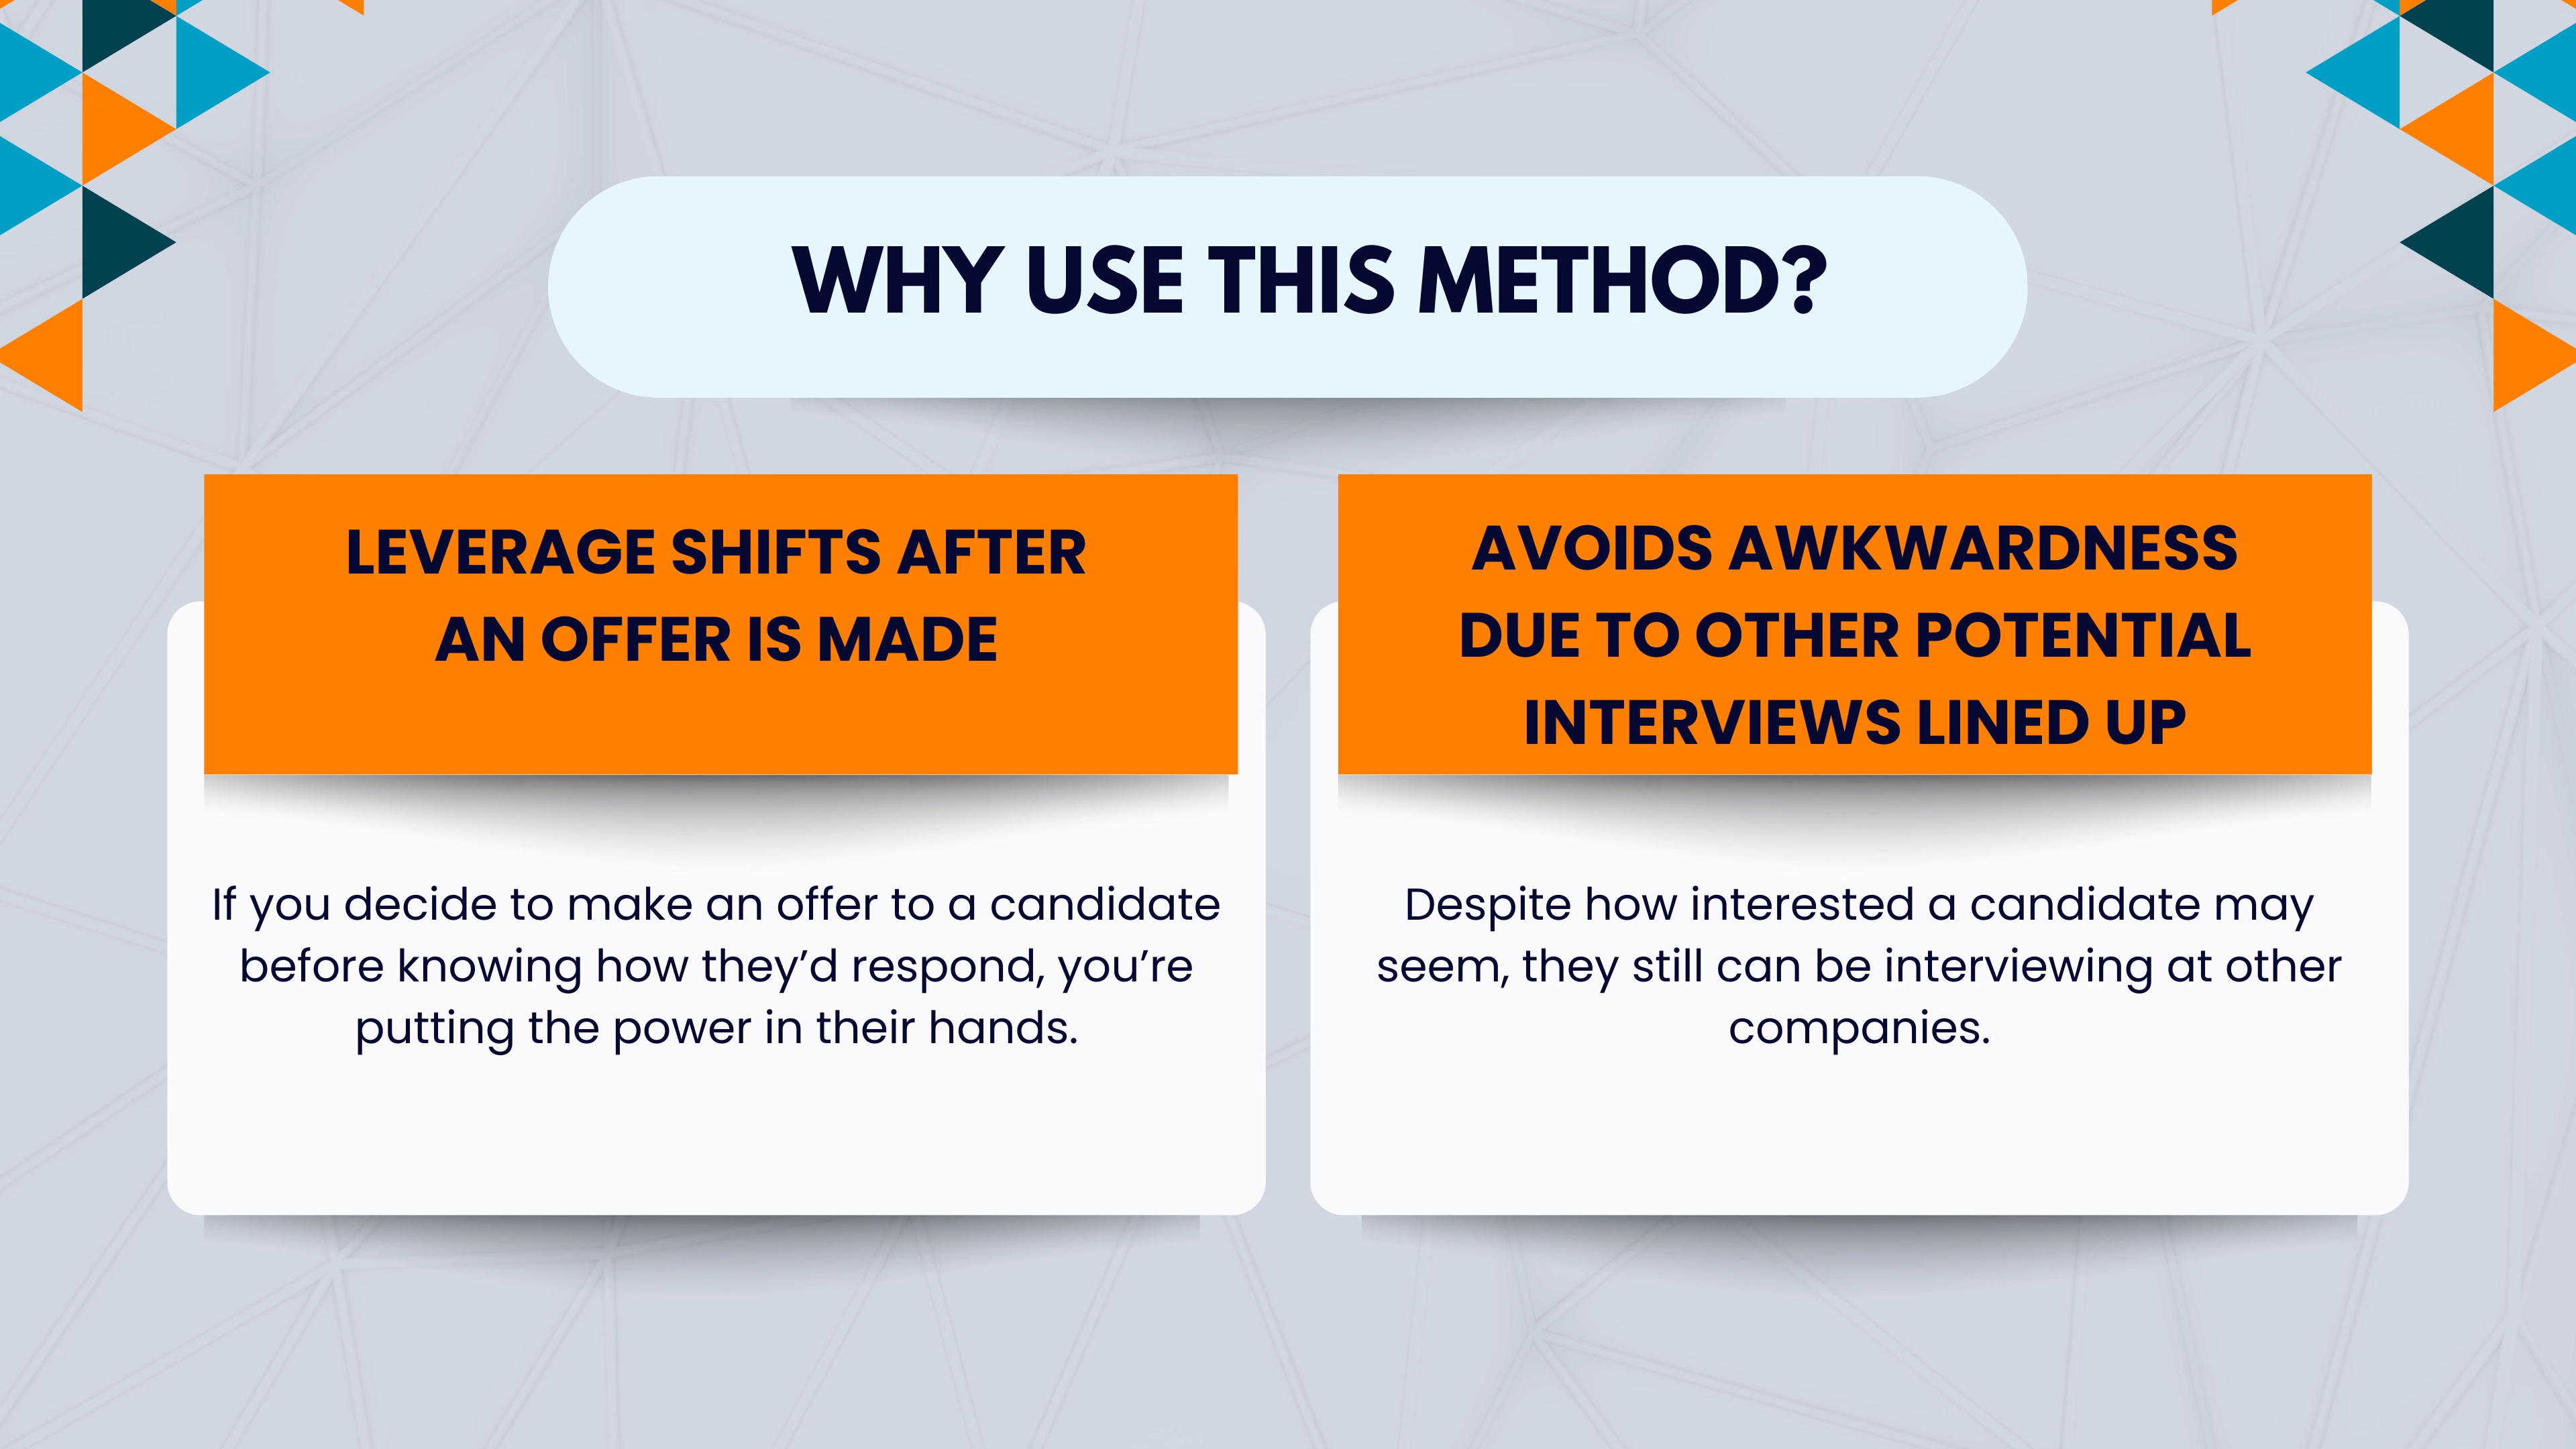 WHY USE THIS METHOD?
LEVERAGE SHIFTS AFTER
AN OFFER IS MADE
If you decide to make an offer to a candidate
before knowing how they’d respond, you’re
putting the power in their hands.
AVOIDS AWKWARDNESS
DUE TO OTHER POTENTIAL
INTERVIEWS LINED UP
Despite how interested a candidate may
seem, they still can be interviewing at other
companies.